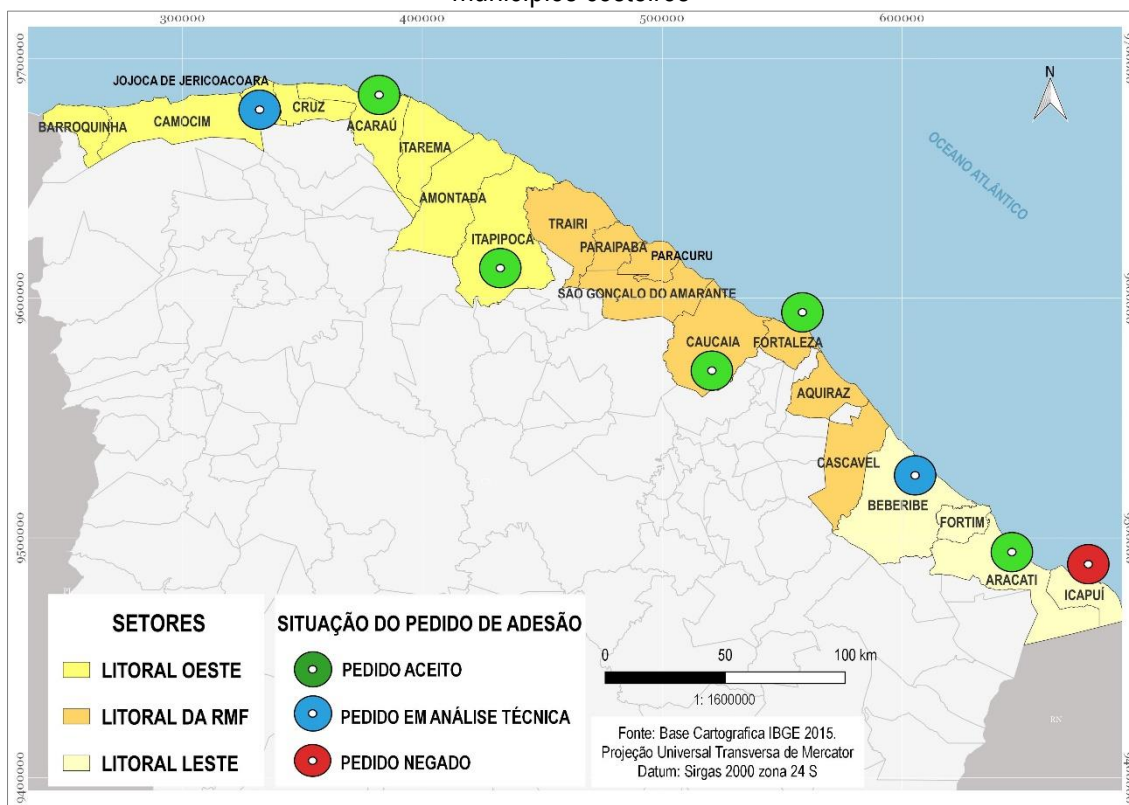 municípios costeiros
300000
400000
500000
600000
9700000
9600000
9500000
9400000
JOJOCA DE JERICOACOARA
BARROQUINHA
CAMOCIM
CRUZ
ACARAÚ
ITAREMA
AMONTADA
ITAPIPOCA
TRAIRI
PARAIPABA
PARACURU
SÃO GONÇALO DO AMARANTE
CAUCAIA
FORTALEZA
AQUIRAZ
CASCAVEL
BEBERIBE
FORTIM
ARACATI
ICAPUÍ
N
OCEANO ATLÂNTICO
RN
SETORES
LITORAL OESTE
LITORAL DA RMF
LITORAL LESTE
SITUAÇÃO DO PEDIDO DE ADESÃO
PEDIDO ACEITO
PEDIDO EM ANÁLISE TÉCNICA
PEDIDO NEGADO
0 50 100 km
1: 1600000
Fonte: Base Cartografica IBGE 2015.
Projeção Universal Transversa de Mercator
Datum: Sirgas 2000 zona 24 S